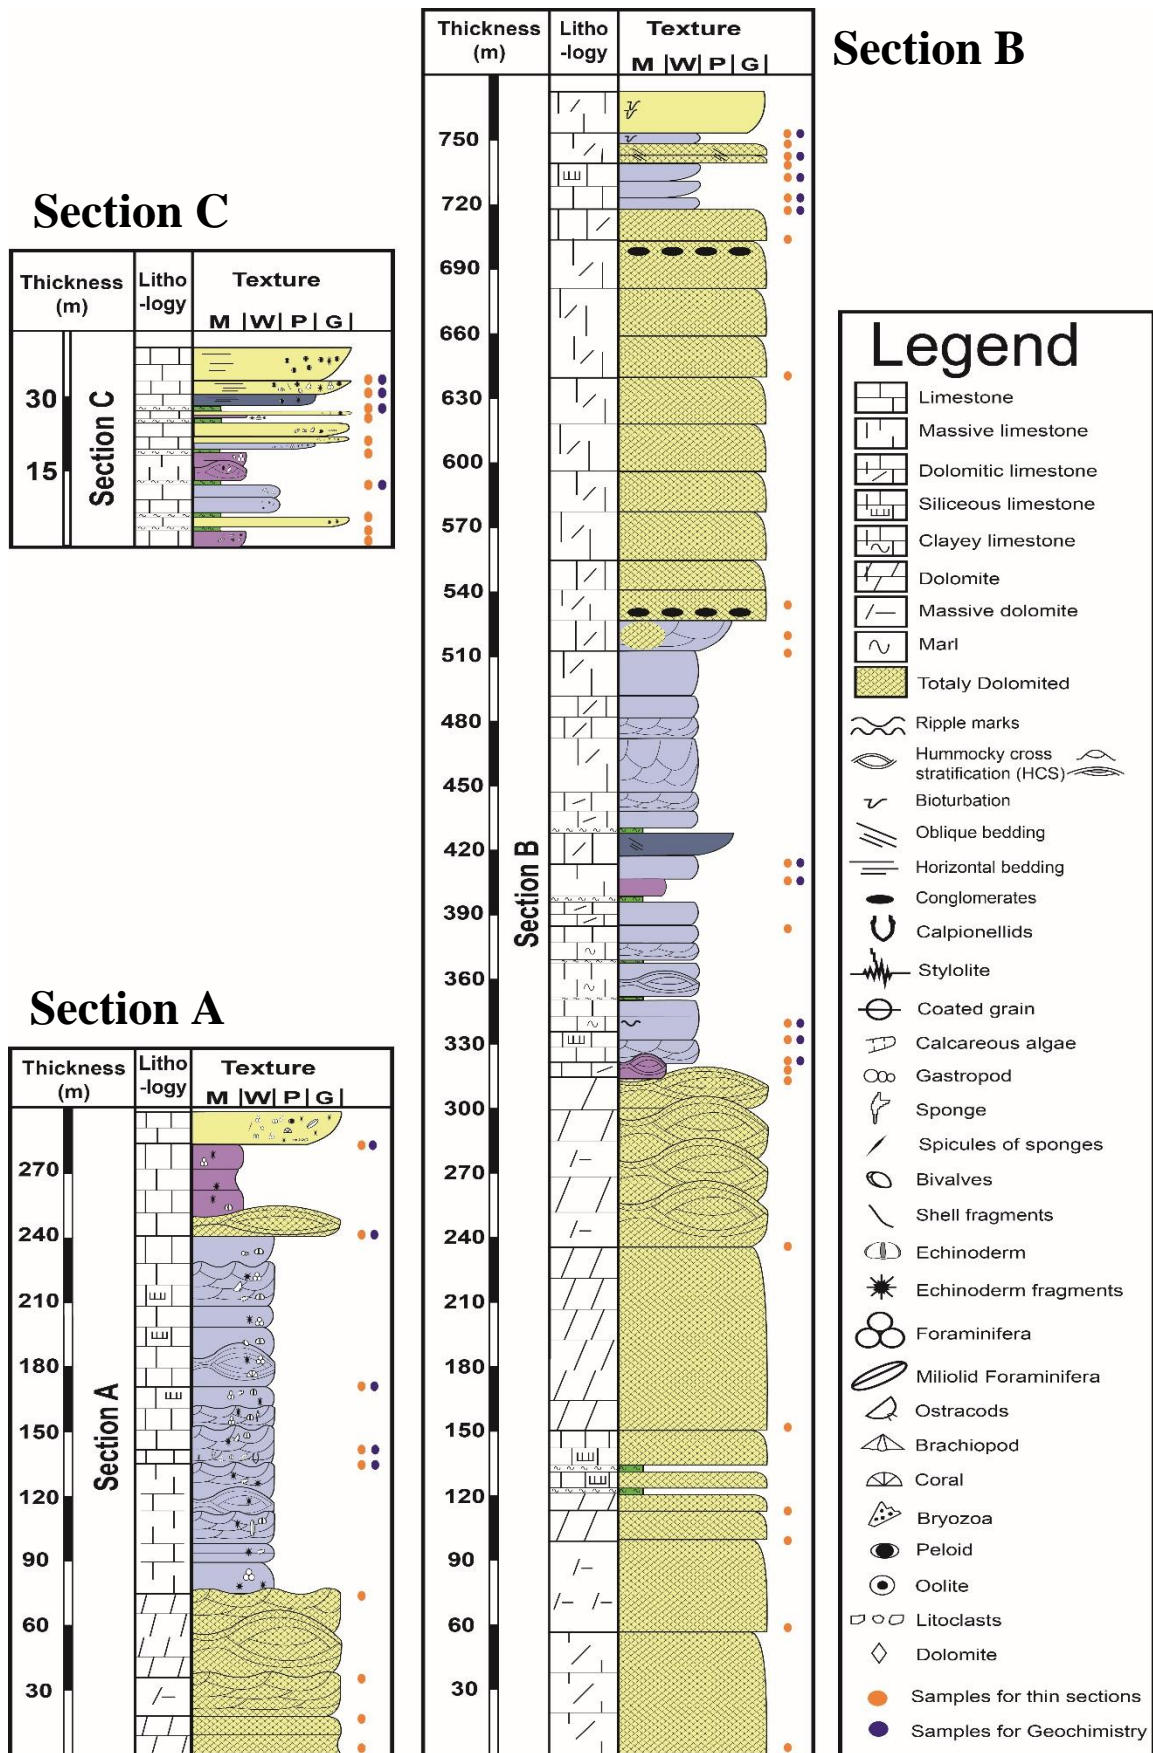 Section B
Thickness
(m)
Litho
-logy
Texture
M |W| P | G |
750
720
690
660
630
600
570
540
510
480
450
420
390
360
330
300
270
240
210
180
150
120
90
60
30
Section B
E
E
E
E
Section C
Thickness
(m)
Litho
-logy
Texture
M |W| P | G |
30
15
Section C
Section A
Thickness
(m)
Litho
-logy
Texture
M |W| P | G |
270
240
210
180
150
120
90
60
30
Section A
E
E
E
Legend
Limestone
Massive limestone
Dolomitic limestone
Siliceous limestone
Clayey limestone
Dolomite
Massive dolomite
Marl
Totaly Dolomited
Ripple marks
Hummocky cross
stratification (HCS)
Bioturbation
Oblique bedding
Horizontal bedding
Conglomerates
Calpionellids
Stylolite
Coated grain
Calcareous algae
Gastropod
Sponge
Spicules of sponges
Bivalves
Shell fragments
Echinoderm
Echinoderm fragments
Foraminifera
Miliolid Foraminifera
Ostracods
Brachiopod
Coral
Bryozoa
Peloid
Oolite
Litoclasts
Dolomite
Samples for thin sections
Samples for Geochimistry